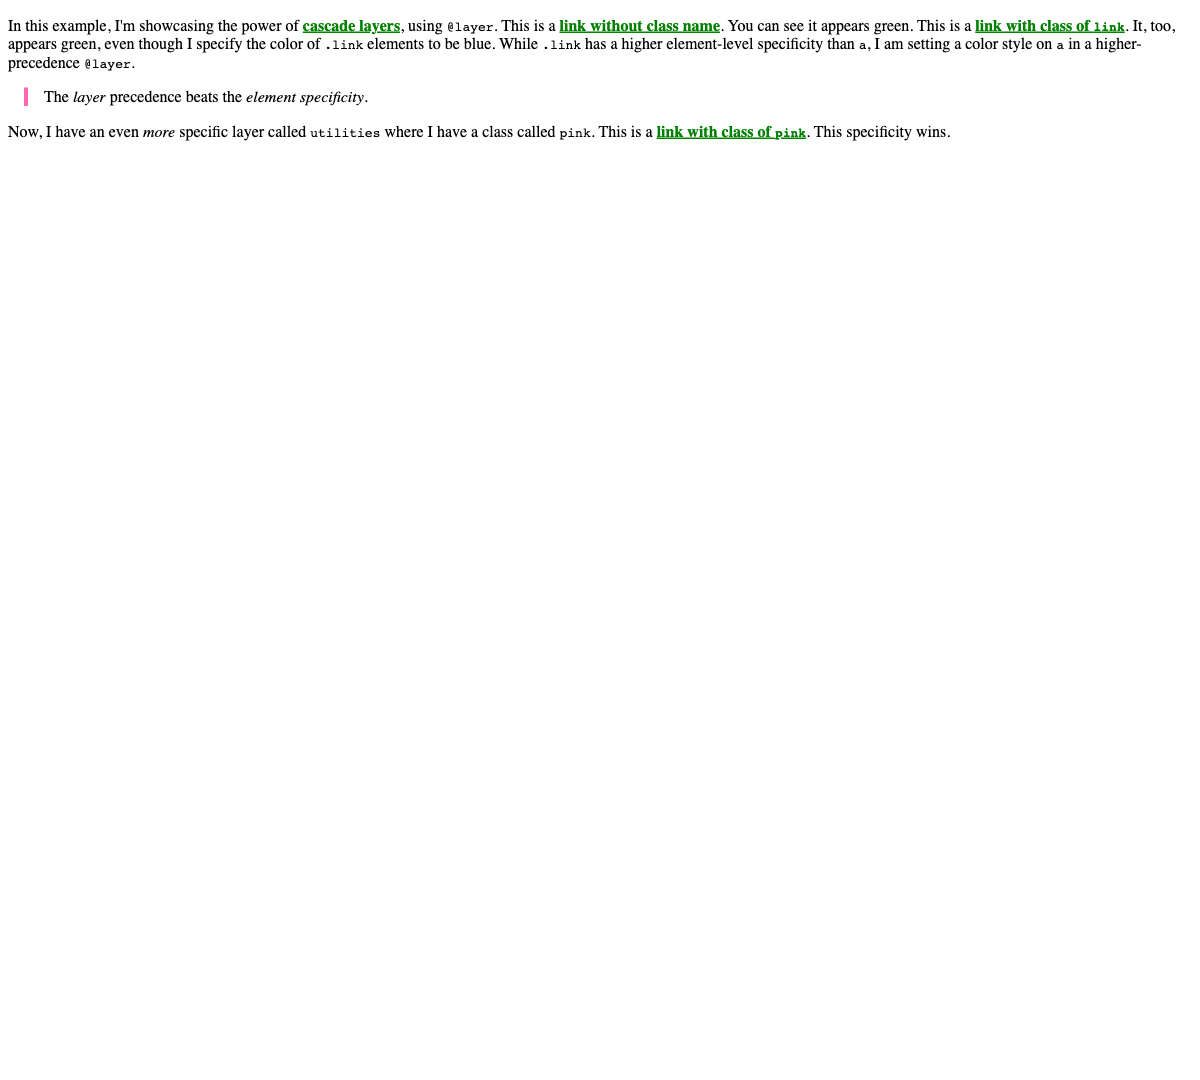 In this example, I'm showcasing the power of cascade layers, using @layer. This is a link without class name. You can see it appears green. This is a link with class of link. It, too,
appears green, even though I specify the color of .link elements to be blue. While .link has a higher element-level specificity than a, I am setting a color style on a in a higher-
precedence @layer.
The layer precedence beats the element specificity.
Now, I have an even more specific layer called utilities where I have a class called pink. This is a link with class of pink. This specificity wins.